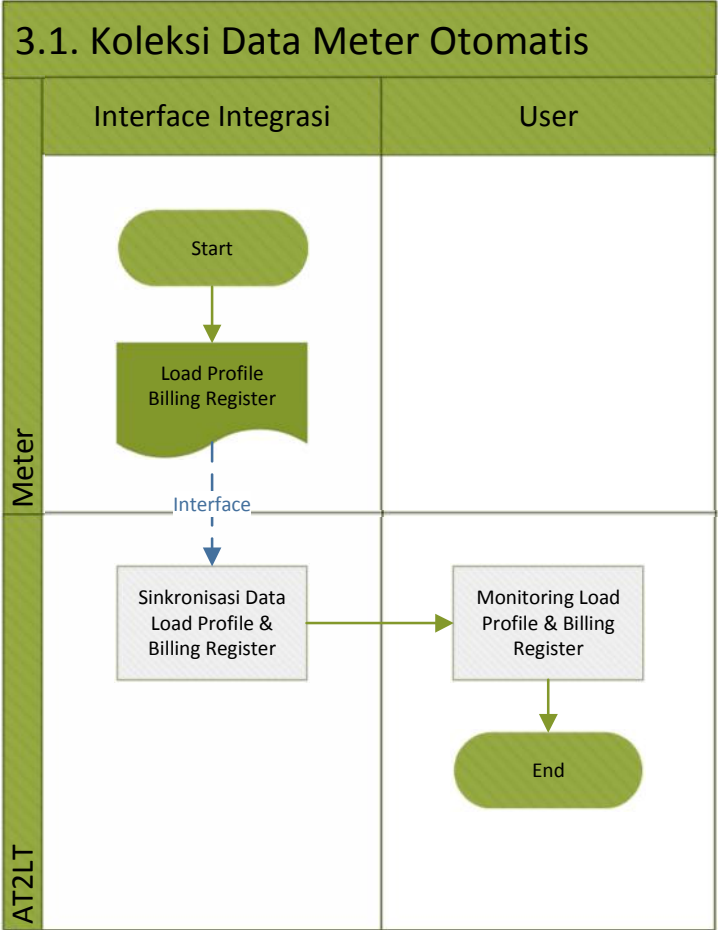 3.1. Koleksi Data Meter Otomatis
Interface Integrasi
User
Meter
Start
Load Profile
Billing Register
Interface
AT2LT
Sinkronisasi Data
Load Profile &
Billing Register
Monitoring Load
Profile & Billing
Register
End